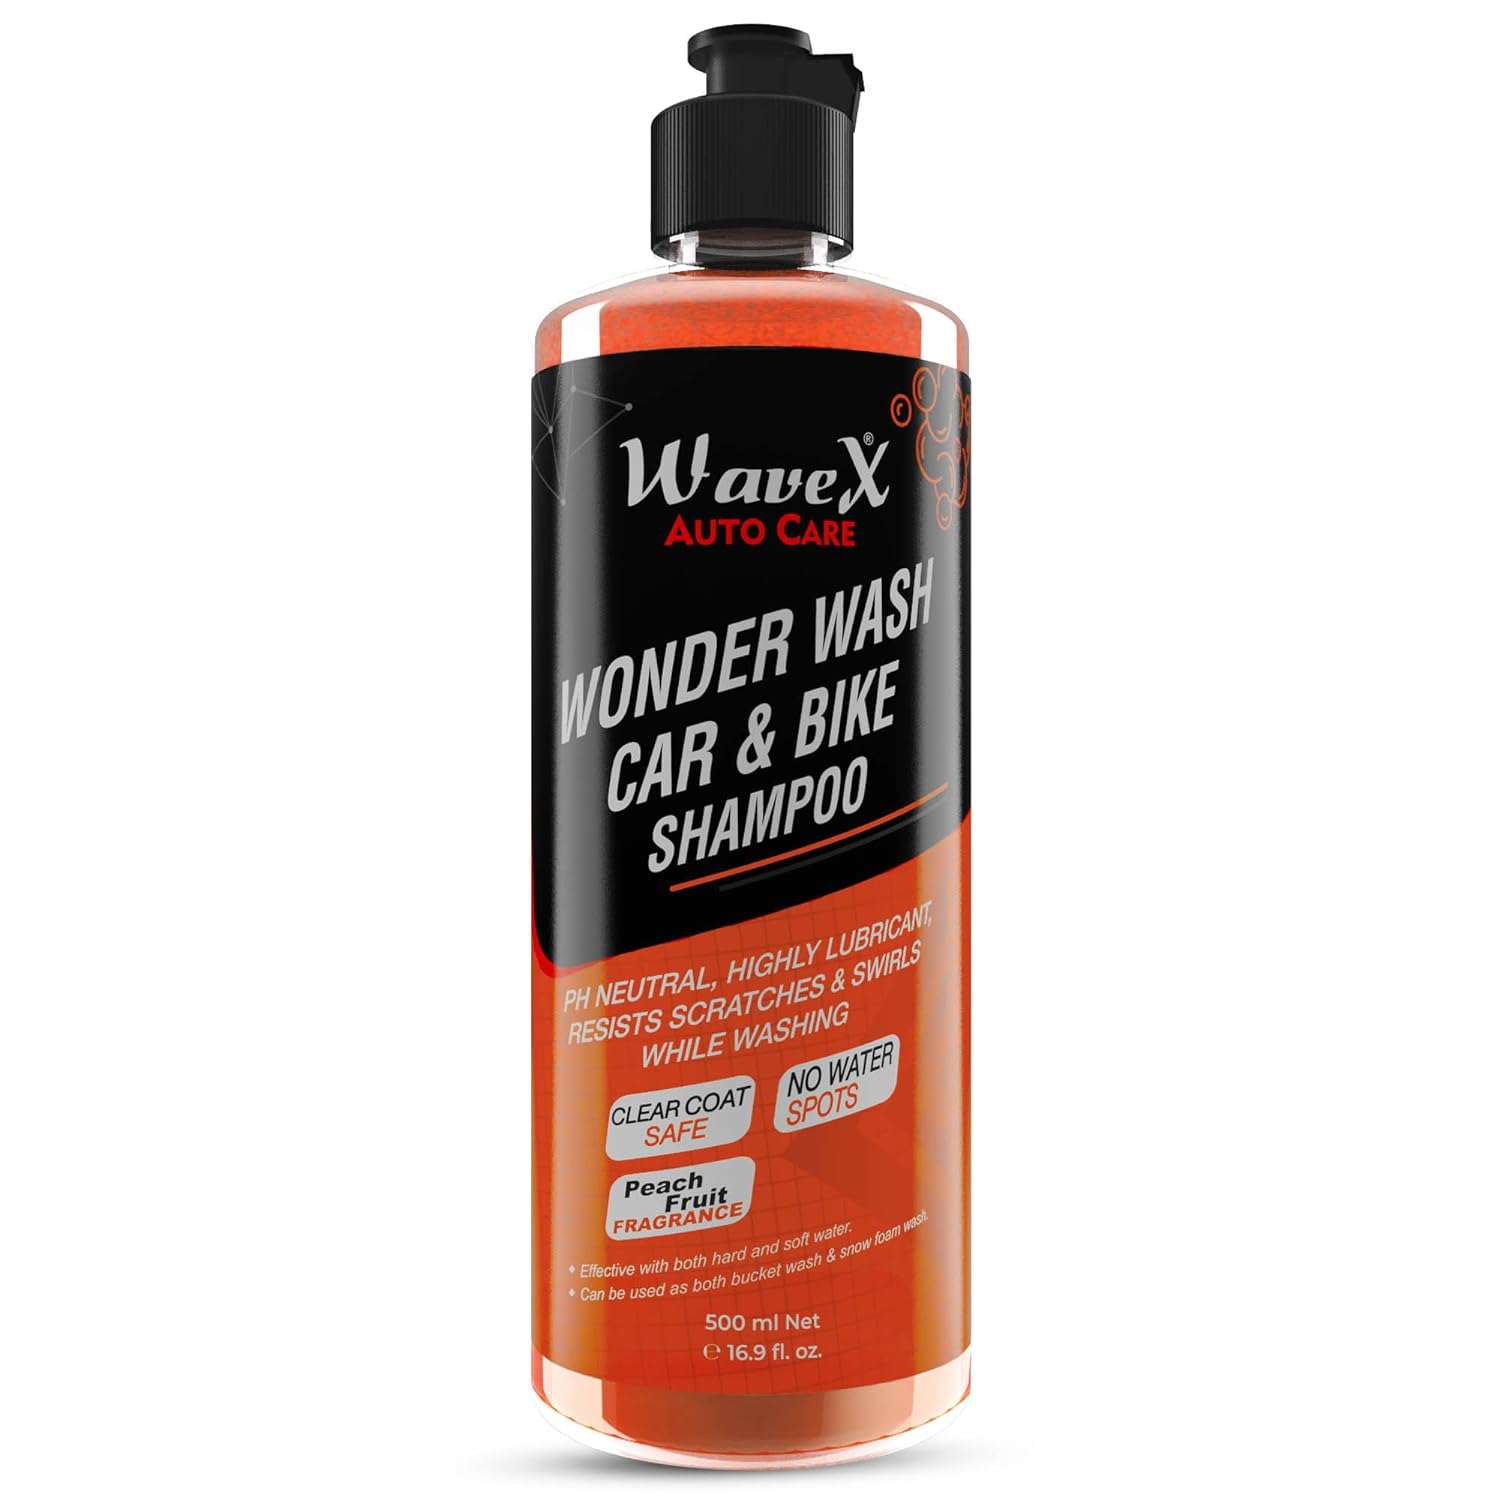 WaveX®
AUTO CARE
WONDER WASH
CAR & BIKE
SHAMPOO
PH NEUTRAL, HIGHLY LUBRICANT,
RESISTS SCRATCHES & SWIRLS
WHILE WASHING
CLEAR COAT
SAFE
NO WATER
SPOTS
Peach
Fruit
FRAGRANCE
♦ Effective with both hard and soft water.
♦ Can be used as both bucket wash & snow foam wash.
500 ml Net
℮ 16.9 fl. oz.